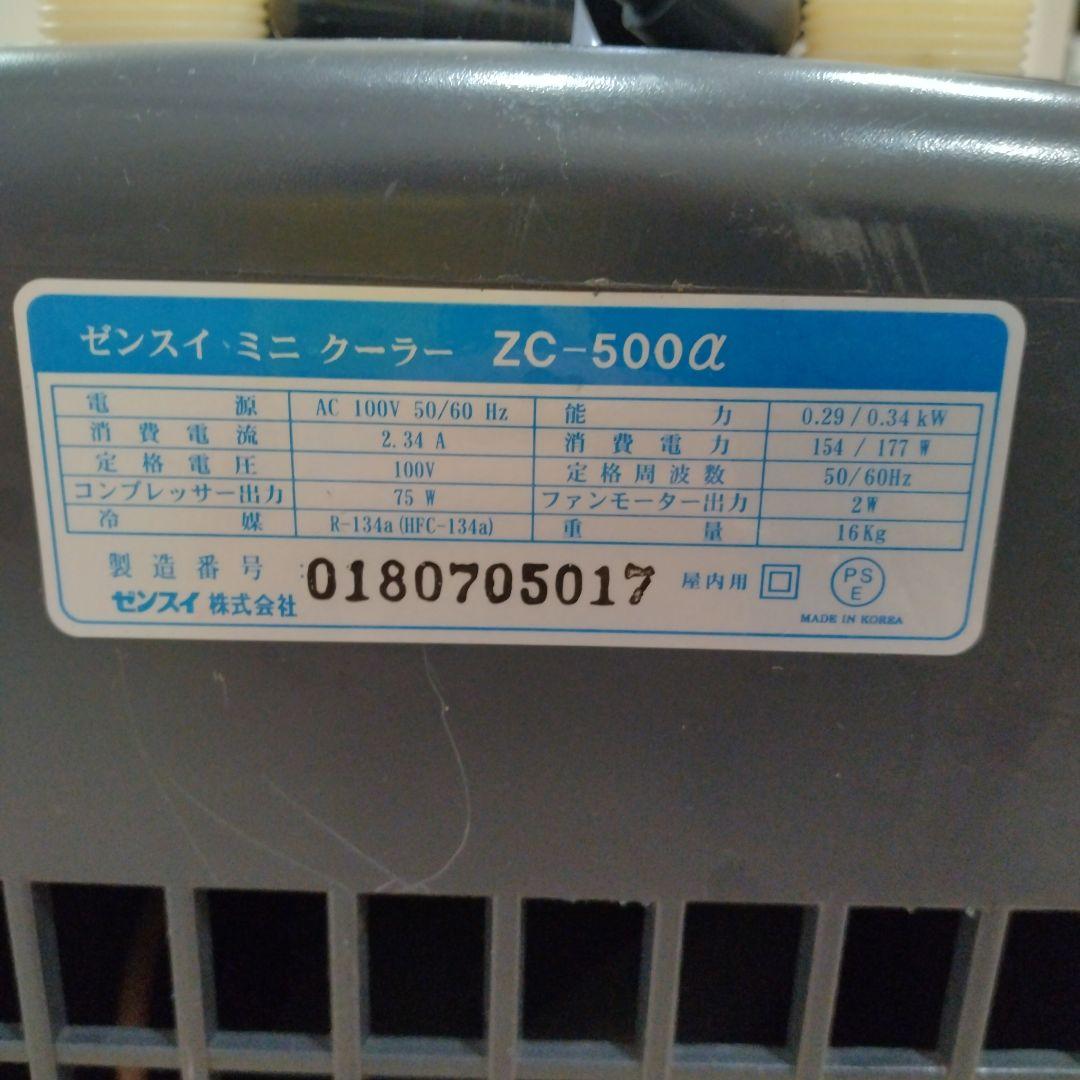 ゼンスイ ミニ クーラー ZC-500α
電源 AC 100V 50/60 Hz 能力 0.29/0.34 kW
消費電流 2.34 A 消費電力 154 / 177 W
定格電圧 100V 定格周波数 50/60Hz
コンプレッサー出力 75 W ファンモーター出力 2W
冷媒 R-134a(HFC-134a) 重量 16Kg
製造番号 : 0180705017 屋内用 PSE
ゼンスイ 株式会社 MADE IN KOREA